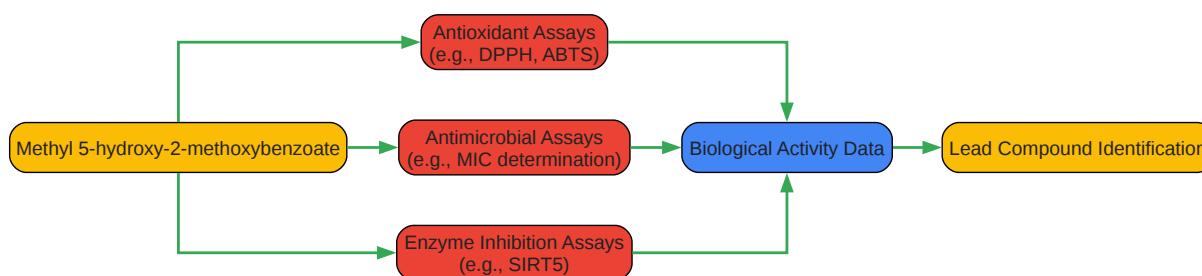 Antioxidant Assays
(e.g., DPPH, ABTS)
Methyl 5-hydroxy-2-methoxybenzoate
Antimicrobial Assays
(e.g., MIC determination)
Biological Activity Data
Lead Compound Identification
Enzyme Inhibition Assays
(e.g., SIRT5)